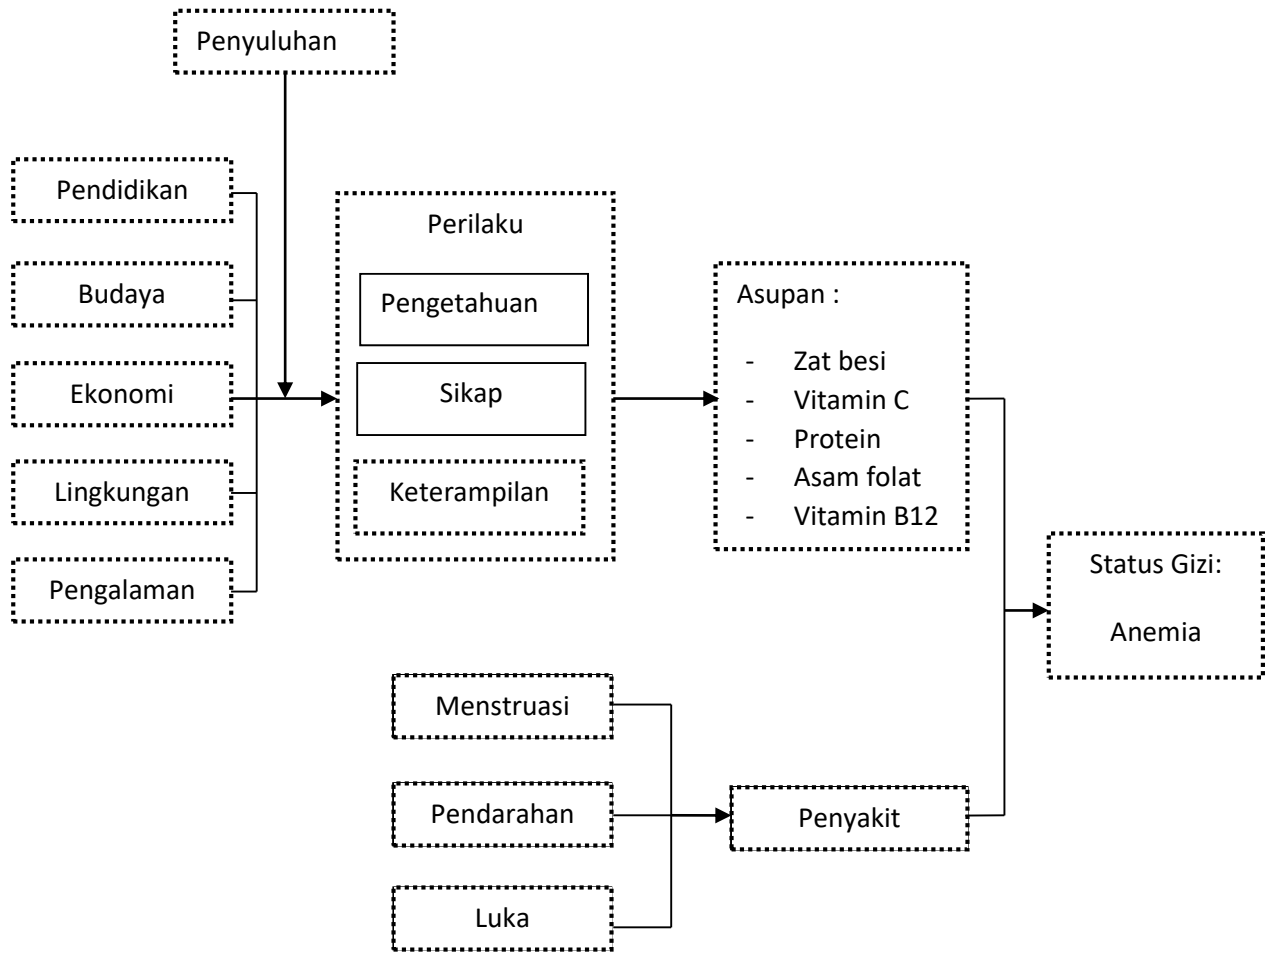 Penyuluhan
Pendidikan
Budaya
Ekonomi
Lingkungan
Pengalaman
Perilaku
Pengetahuan
Sikap
Keterampilan
Asupan :
- Zat besi
- Vitamin C
- Protein
- Asam folat
- Vitamin B12
Menstruasi
Pendarahan
Luka
Penyakit
Status Gizi:
Anemia